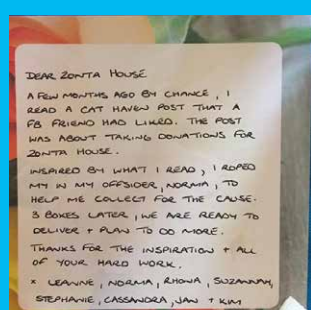 DEAR ZONTA HOUSE
A FEW MONTHS AGO BY CHANCE, I
READ A CAT HAVEN POST THAT A
FB FRIEND HAD LIKED. THE POST
WAS ABOUT TAKING DONATIONS FOR
ZONTA HOUSE.
INSPIRED BY WHAT I READ, I ROPED
MY IN MY OFFSIDER, NORMA, TO
HELP ME COLLECT FOR THE CAUSE.
3 BOXES LATER, WE ARE READY TO
DELIVER + PLAN TO DO MORE.
THANKS FOR THE INSPIRATION + ALL
OF YOUR HARD WORK.
x LEANNE, NORMA, RHONA, SUZANNAH,
STEPHANIE, CASSANDRA, JAN + KIM